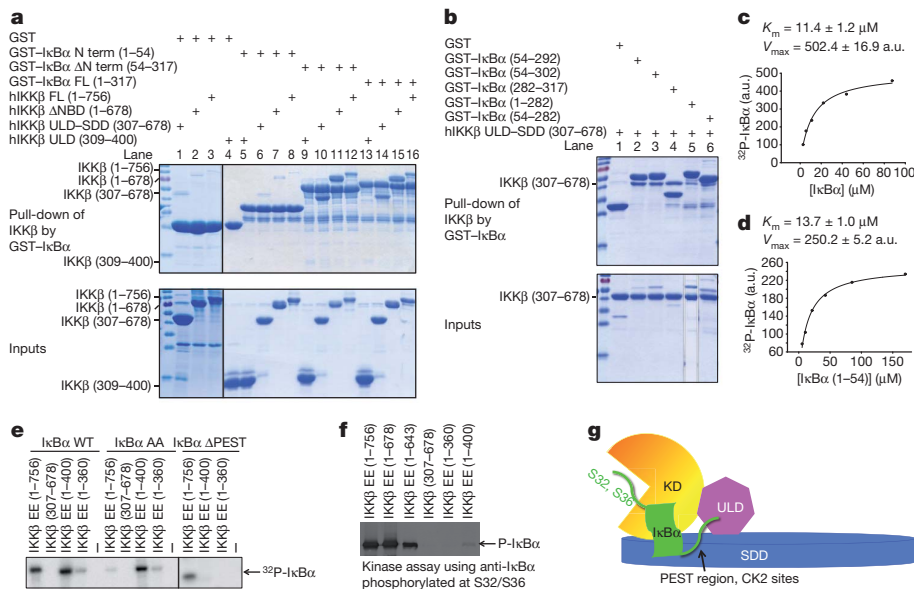 a
GST + + +
GST–IκBα N term (1–54) + + + + +
GST–IκBα ΔN term (54–317) + + + +
GST–IκBα FL (1–317) + + + +
hIKKβ FL (1–756) + + + +
hIKKβ ΔNBD (1–678) + + + +
hIKKβ ULD–SDD (307–678) + + + +
hIKKβ ULD (309–400) + + + +
Lane 1 2 3 4 5 6 7 8 9 10 11 12 13 14 15 16
IKKβ (1–756)
IKKβ (1–678)
IKKβ (307–678)
Pull-down of
IKKβ by
GST–IκBα
IKKβ (309–400)
IKKβ (1–756)
IKKβ (1–678)
IKKβ (307–678)
Inputs
IKKβ (309–400)
b
GST +
GST–IκBα (54–292) +
GST–IκBα (54–302) +
GST–IκBα (282–317) +
GST–IκBα (1–282) +
GST–IκBα (54–282) +
hIKKβ ULD–SDD (307–678) + + + + + +
Lane 1 2 3 4 5 6
IKKβ (307–678)
Pull-down of
IKKβ by
GST–IκBα
IKKβ (307–678)
Inputs
c
Km = 11.4 ± 1.2 μM
Vmax = 502.4 ± 16.9 a.u.
32P-IκBα (a.u.)
500
400
300
200
100
0
0 20 40 60 80
[IκBα] (μM)
d
Km = 13.7 ± 1.0 μM
Vmax = 250.2 ± 5.2 a.u.
32P-IκBα (a.u.)
260
220
180
140
100
60
0 50 100 150
[IκBα (1–54)] (μM)
e
IκBα WT IκBα AA IκBα ΔPEST
IKKβ EE (1–756)
IKKβ (307–678)
IKKβ EE (1–400)
IKKβ EE (1–360)
–
IKKβ EE (1–756)
IKKβ (307–678)
IKKβ EE (1–400)
IKKβ EE (1–360)
–
IKKβ EE (1–756)
IKKβ EE (1–400)
IKKβ EE (1–360)
–
32P-IκBα
f
IKKβ EE (1–756)
IKKβ EE (1–678)
IKKβ EE (1–643)
IKKβ (307–678)
IKKβ EE (1–360)
IKKβ EE (1–400)
P-IκBα
Kinase assay using anti-IκBα
phosphorylated at S32/S36
g
S32, S36
KD
ULD
IκBα
SDD
PEST region, CK2 sites